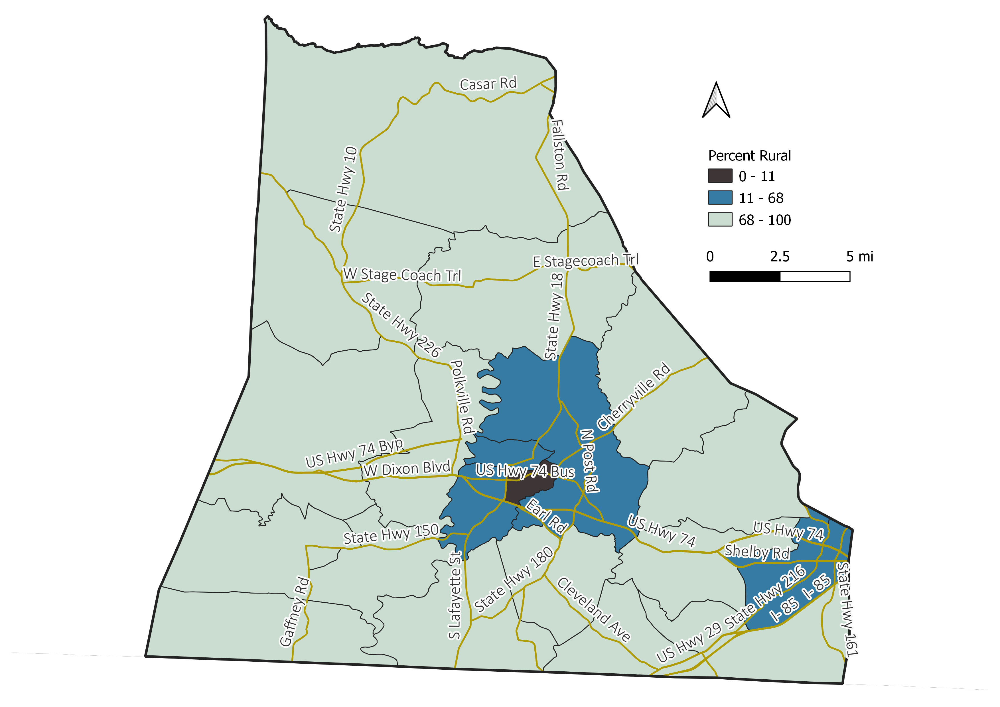 Casar Rd
Fallston Rd
State Hwy 10
Percent Rural
0 - 11
11 - 68
68 - 100
0 2.5 5 mi
E Stagecoach Trl
W Stage Coach Trl
State Hwy 18
State Hwy 226
Polkville Rd
Cherryville Rd
N Post Rd
US Hwy 74 Byp
W Dixon Blvd
US Hwy 74 Bus
Earl Rd
US Hwy 74
US Hwy 74
State Hwy 150
Shelby Rd
State Hwy 180
S Lafayette St
Gaffney Rd
Cleveland Ave
State Hwy 216
I- 85
I- 85
US Hwy 29
State Hwy 161